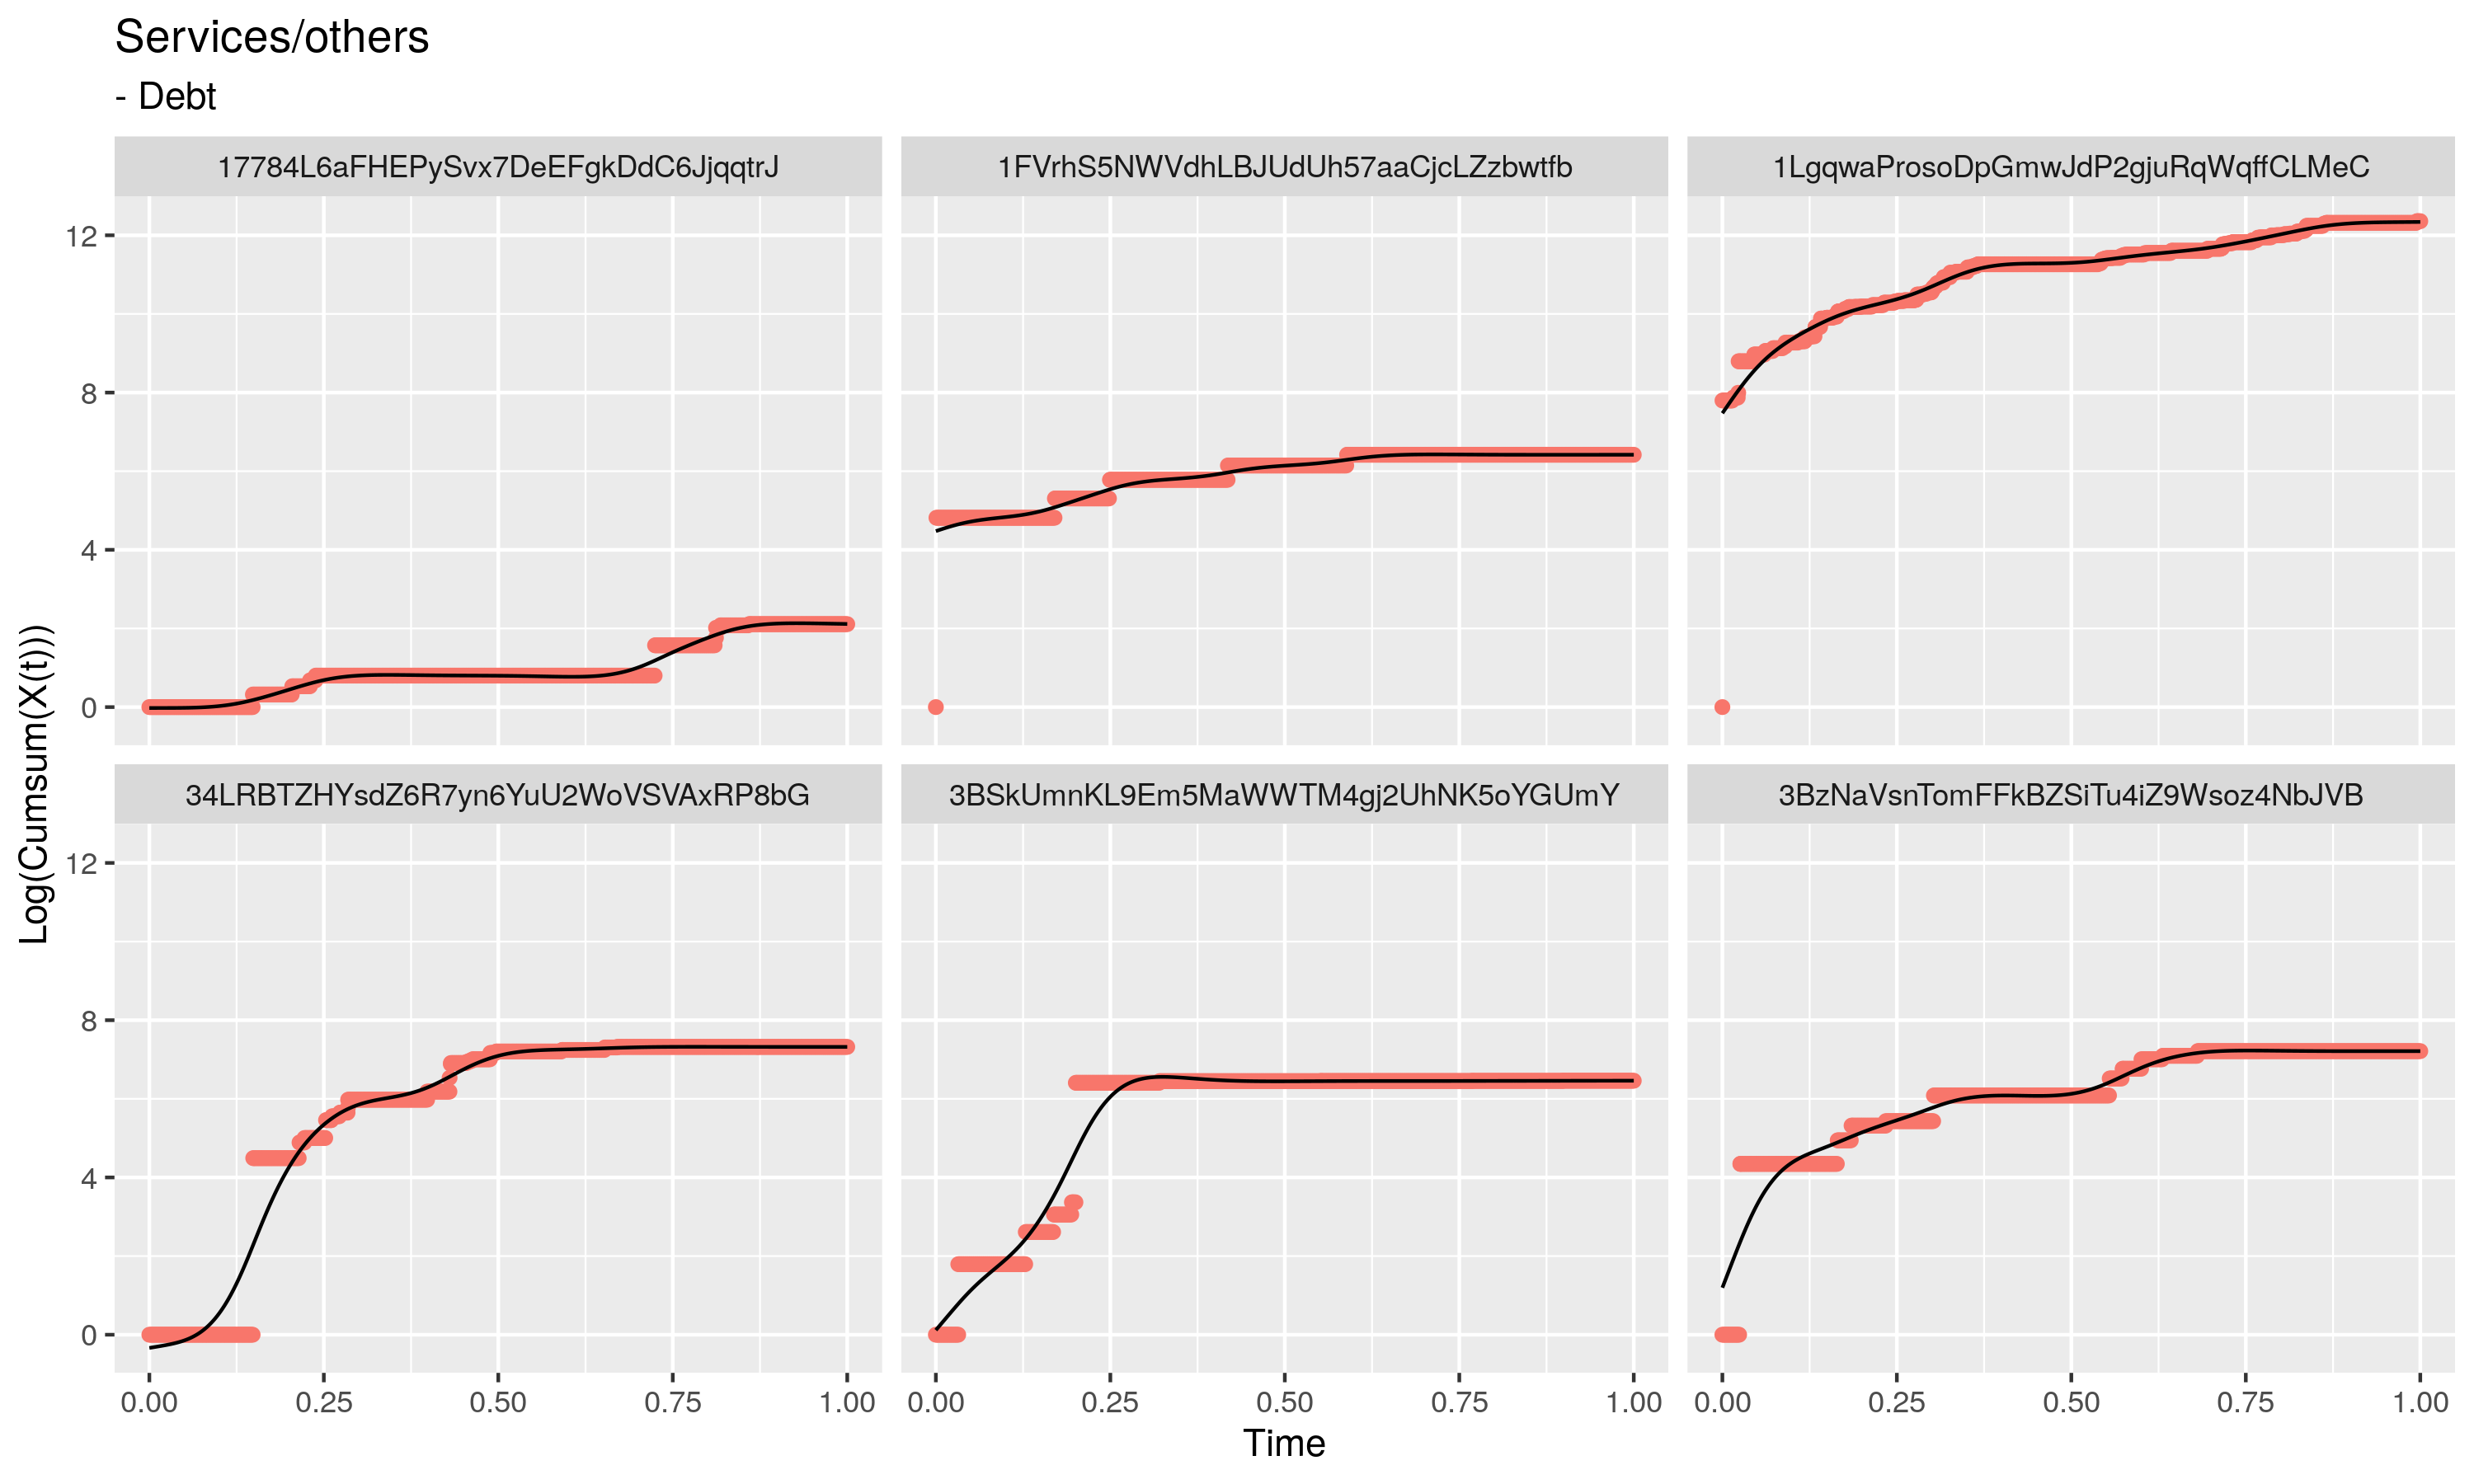 Services/others
- Debt
17784L6aFHEPySvx7DeEFgkDdC6JjqqtrJ
1FVrhS5NWVdhLBJUdUh57aaCjcLZzbwtfb
1LgqwaProsoDpGmwJdP2gjuRqWqffCLMeC
12
8
4
0
34LRBTZHYsdZ6R7yn6YuU2WoVSVAxRP8bG
3BSkUmnKL9Em5MaWWTM4gj2UhNK5oYGUmY
3BzNaVsnTomFFkBZSiTu4iZ9Wsoz4NbJVB
12
8
4
0
Log(Cumsum(X(t)))
0.00 0.25 0.50 0.75 1.00
0.00 0.25 0.50 0.75 1.00
0.00 0.25 0.50 0.75 1.00
Time